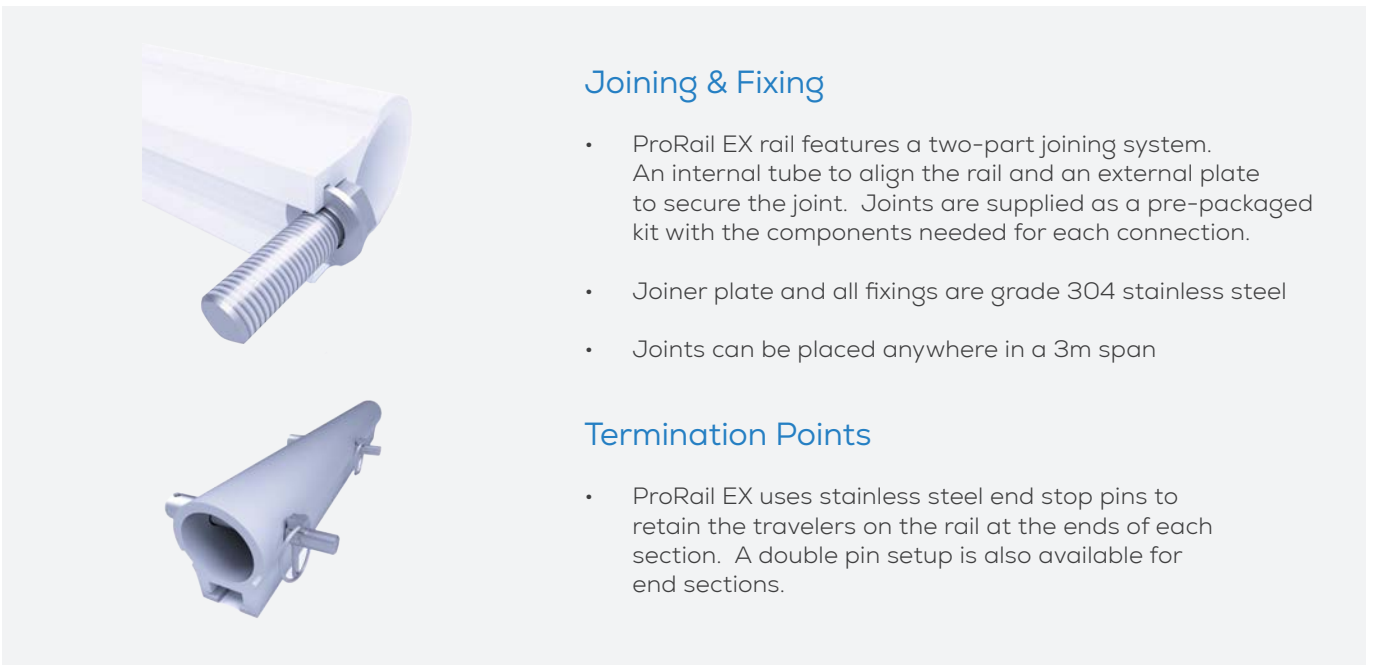 Joining & Fixing
• ProRail EX rail features a two-part joining system.
An internal tube to align the rail and an external plate
to secure the joint.  Joints are supplied as a pre-packaged
kit with the components needed for each connection.
• Joiner plate and all fixings are grade 304 stainless steel
• Joints can be placed anywhere in a 3m span
Termination Points
• ProRail EX uses stainless steel end stop pins to
retain the travelers on the rail at the ends of each
section.  A double pin setup is also available for
end sections.